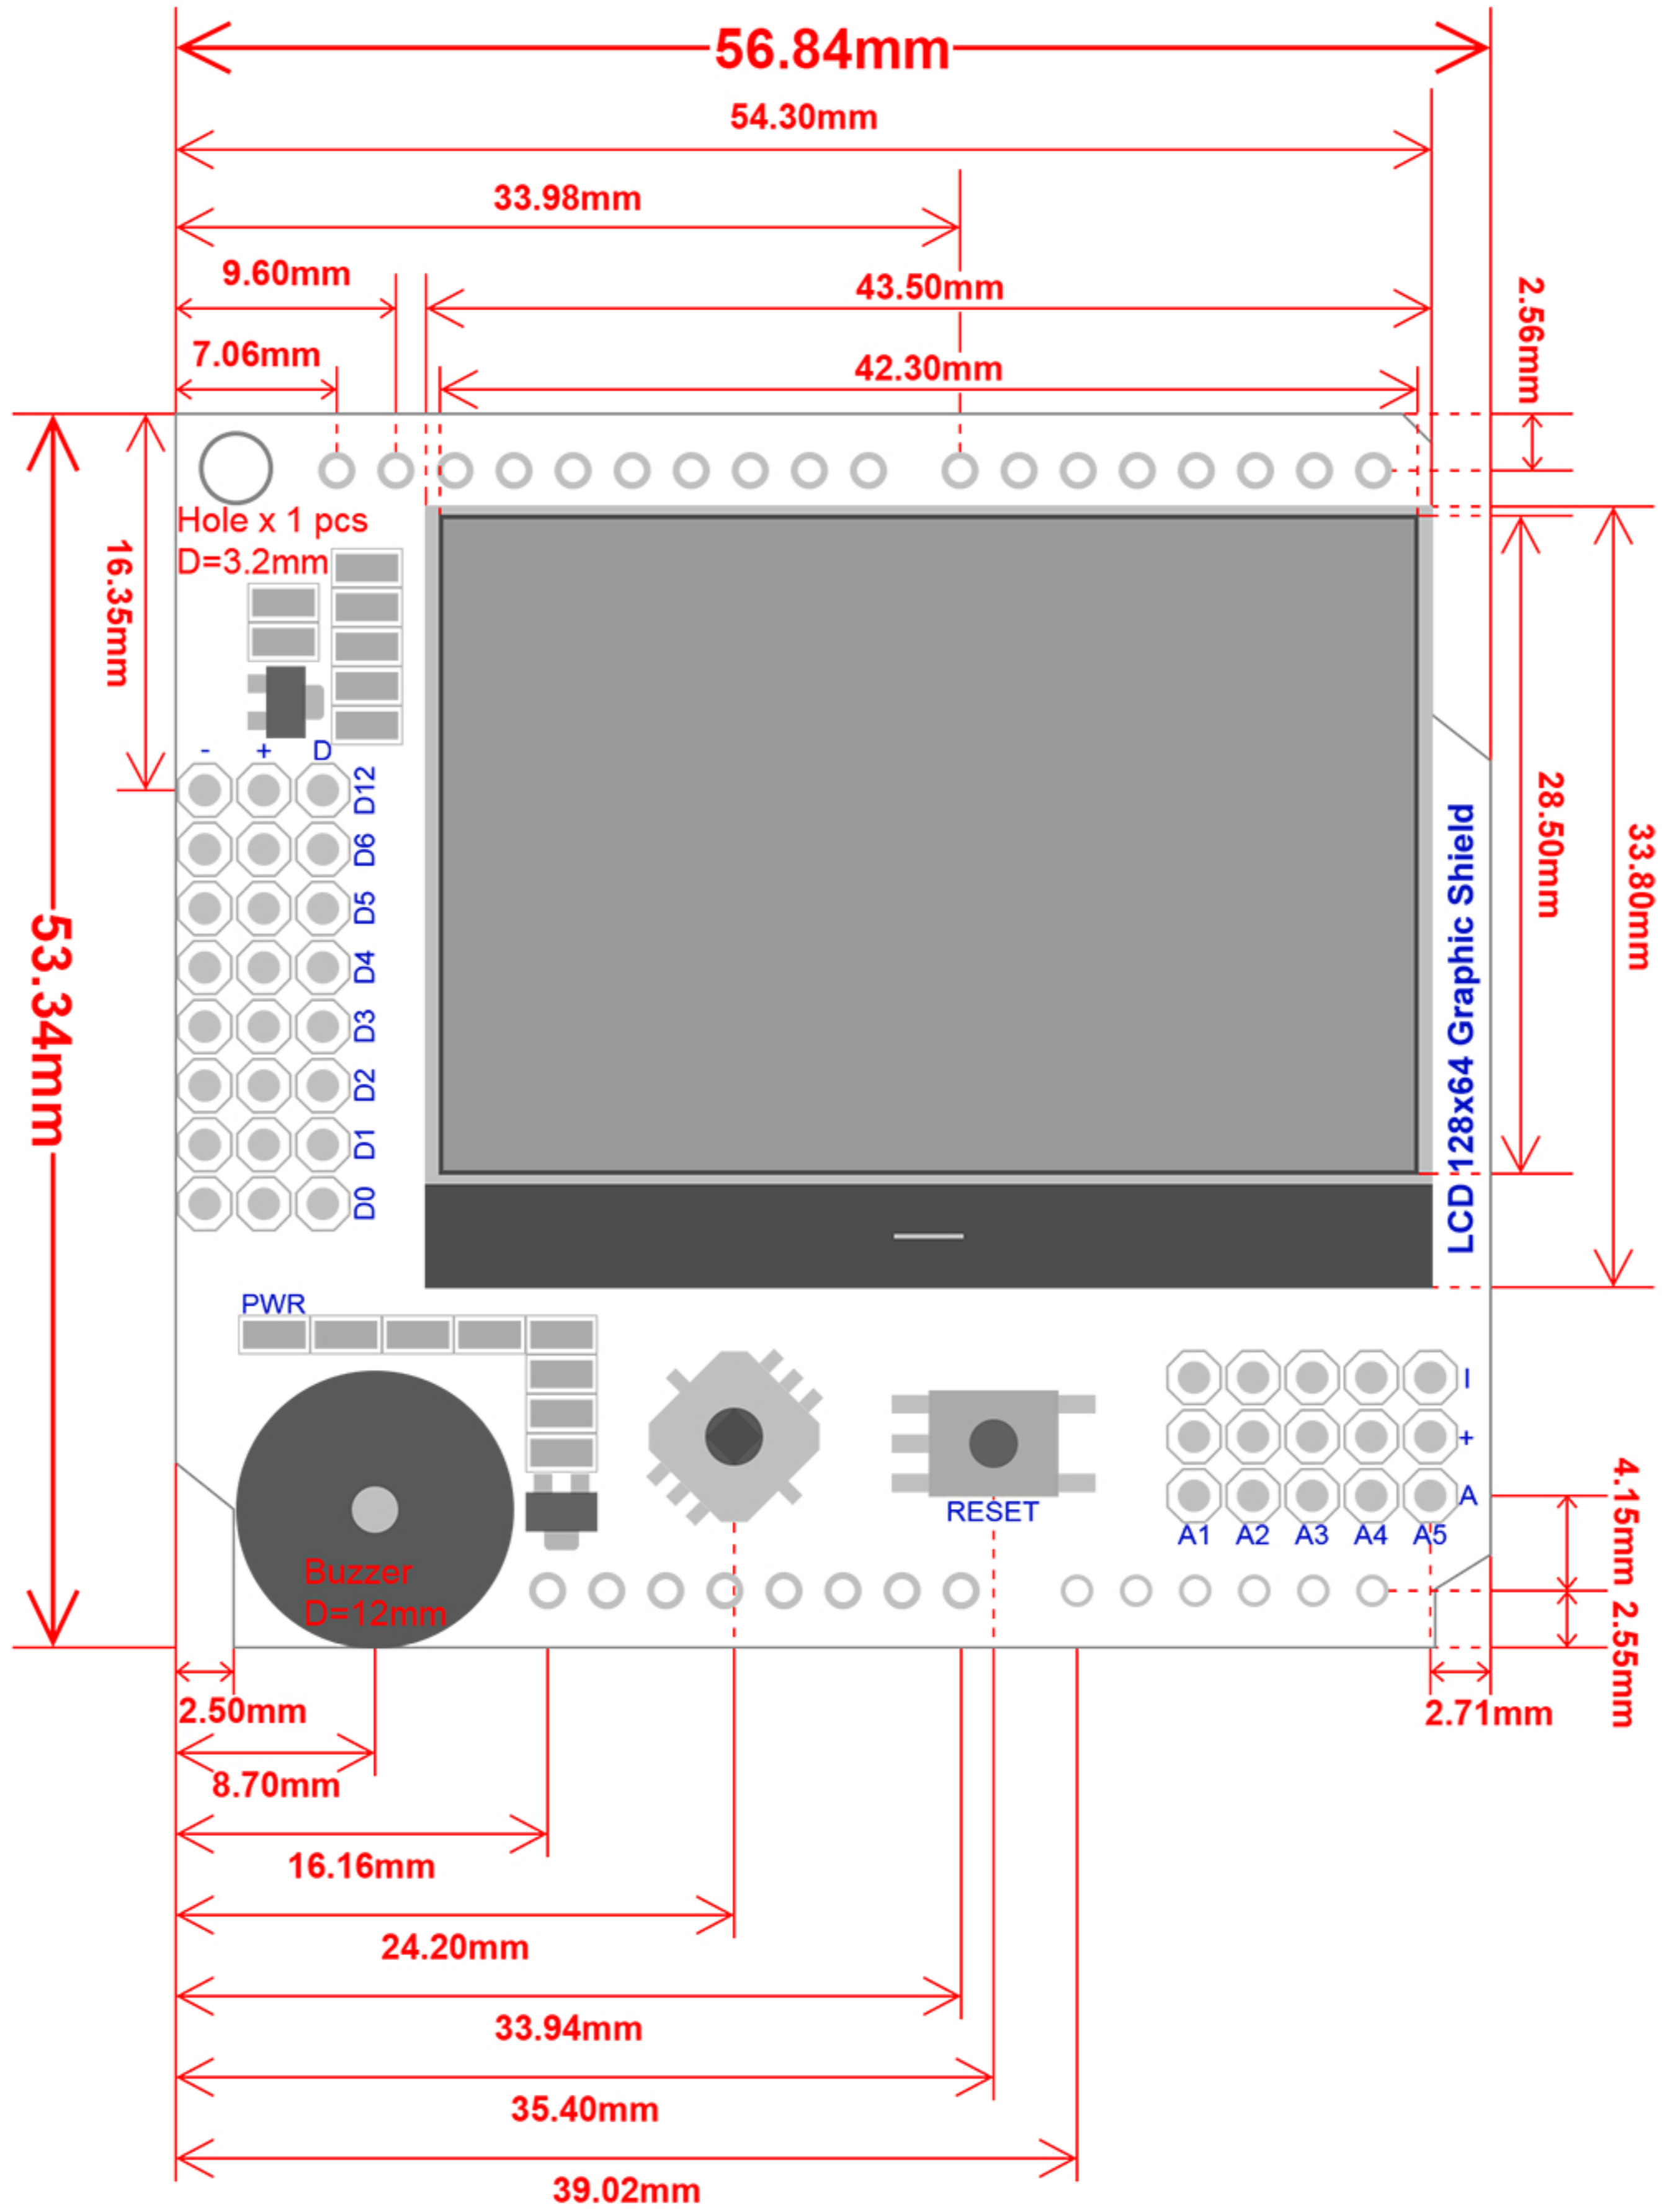 56.84mm
54.30mm
33.98mm
9.60mm
43.50mm
2.56mm
7.06mm
42.30mm
Hole x 1 pcs
D=3.2mm
16.35mm
- + D
D12
D6
D5
D4
D3
D2
D1
D0
53.34mm
LCD 128x64 Graphic Shield
28.50mm
33.80mm
PWR
I
+
A
RESET
A1 A2 A3 A4 A5
Buzzer
D=12mm
4.15mm
2.55mm
2.50mm
2.71mm
8.70mm
16.16mm
24.20mm
33.94mm
35.40mm
39.02mm